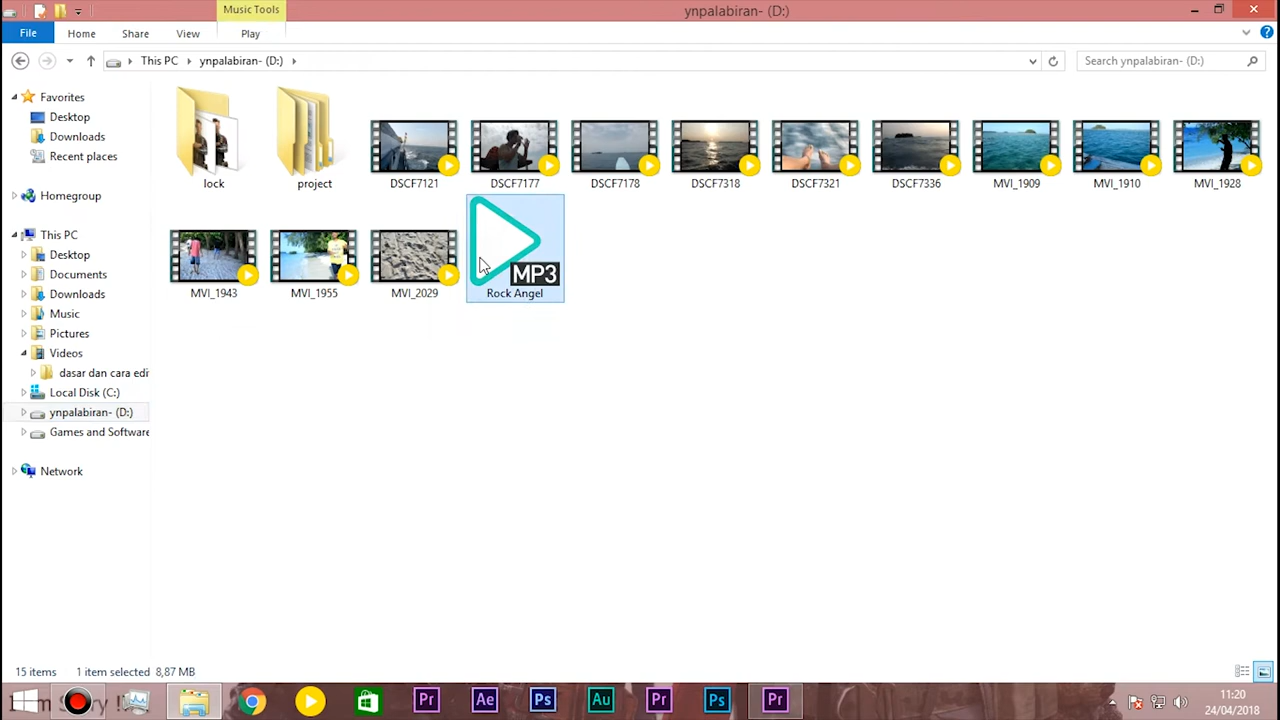 Music Tools
ynpalabiran- (D:)
File
Home
Share
View
Play
This PC
ynpalabiran- (D:)
Search ynpalabiran- (D:)
Favorites
Desktop
Downloads
Recent places
Homegroup
This PC
Desktop
Documents
Downloads
Music
Pictures
Videos
dasar dan cara edi
Local Disk (C:)
ynpalabiran- (D:)
Games and Software
Network
lock
project
DSCF7121
DSCF7177
DSCF7178
DSCF7318
DSCF7321
DSCF7336
MVI_1909
MVI_1910
MVI_1928
MVI_1943
MVI_1955
MVI_2029
MP3
Rock Angel
15 items
1 item selected 8,87 MB
Pr
Ae
Ps
Au
Pr
Ps
Pr
11:20
24/04/2018